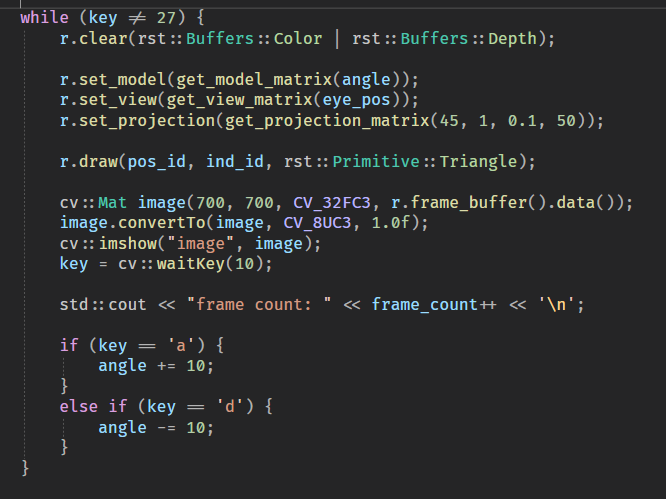 while (key != 27) {
    r.clear(rst::Buffers::Color | rst::Buffers::Depth);

    r.set_model(get_model_matrix(angle));
    r.set_view(get_view_matrix(eye_pos));
    r.set_projection(get_projection_matrix(45, 1, 0.1, 50));

    r.draw(pos_id, ind_id, rst::Primitive::Triangle);

    cv::Mat image(700, 700, CV_32FC3, r.frame_buffer().data());
    image.convertTo(image, CV_8UC3, 1.0f);
    cv::imshow("image", image);
    key = cv::waitKey(10);

    std::cout << "frame count: " << frame_count++ << '\n';

    if (key == 'a') {
        angle += 10;
    }
    else if (key == 'd') {
        angle -= 10;
    }
}